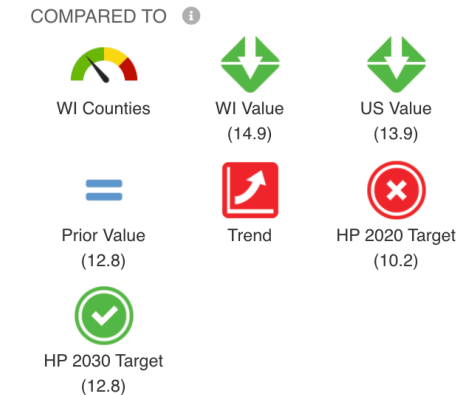 COMPARED TO i
WI Counties
WI Value
(14.9)
US Value
(13.9)
Prior Value
(12.8)
Trend
HP 2020 Target
(10.2)
HP 2030 Target
(12.8)